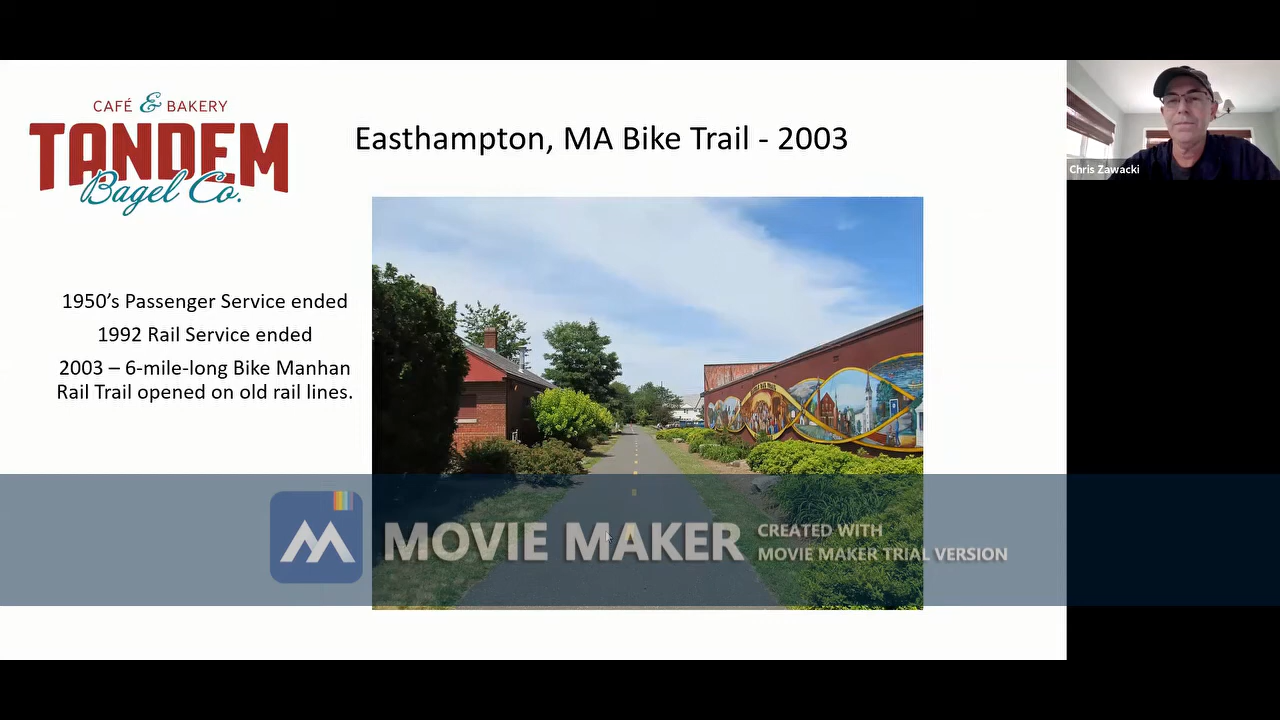 CAFÉ & BAKERY
TANDEM
Bagel Co.
Easthampton, MA Bike Trail - 2003
Chris Zawacki
1950’s Passenger Service ended
1992 Rail Service ended
2003 – 6-mile-long Bike Manhan
Rail Trail opened on old rail lines.
MOVIE MAKER
CREATED WITH
MOVIE MAKER TRIAL VERSION